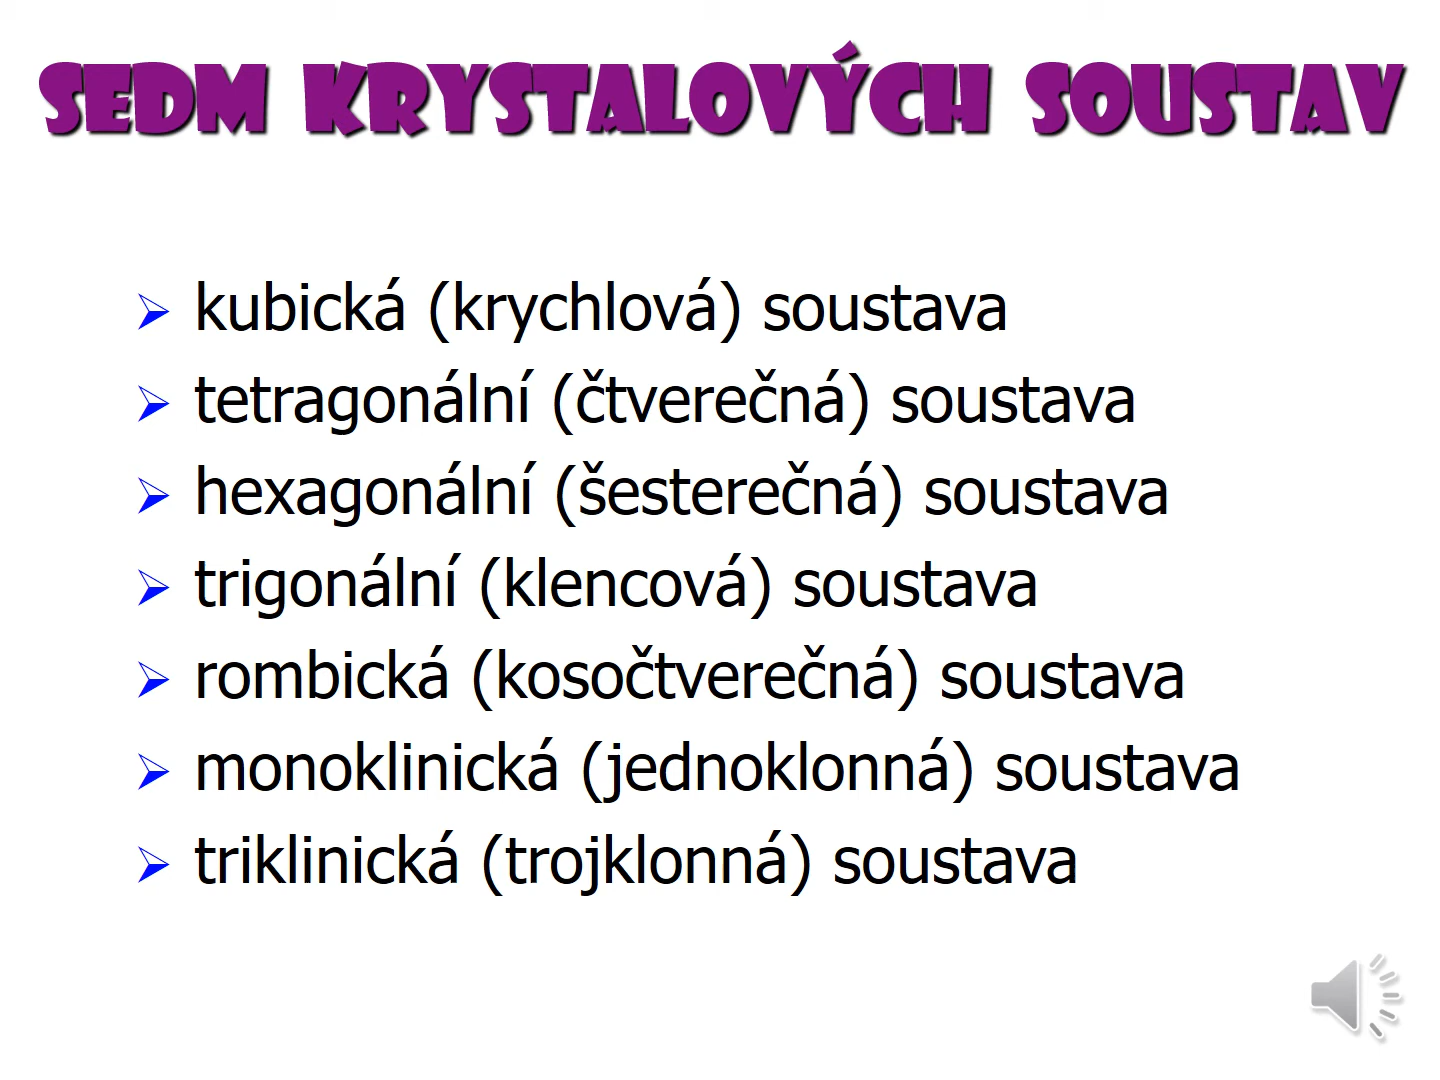 SEDM KRYSTALOVÝCH SOUSTAV
kubická (krychlová) soustava
tetragonální (čtverečná) soustava
hexagonální (šesterečná) soustava
trigonální (klencová) soustava
rombická (kosočtverečná) soustava
monoklinická (jednoklonná) soustava
triklinická (trojklonná) soustava